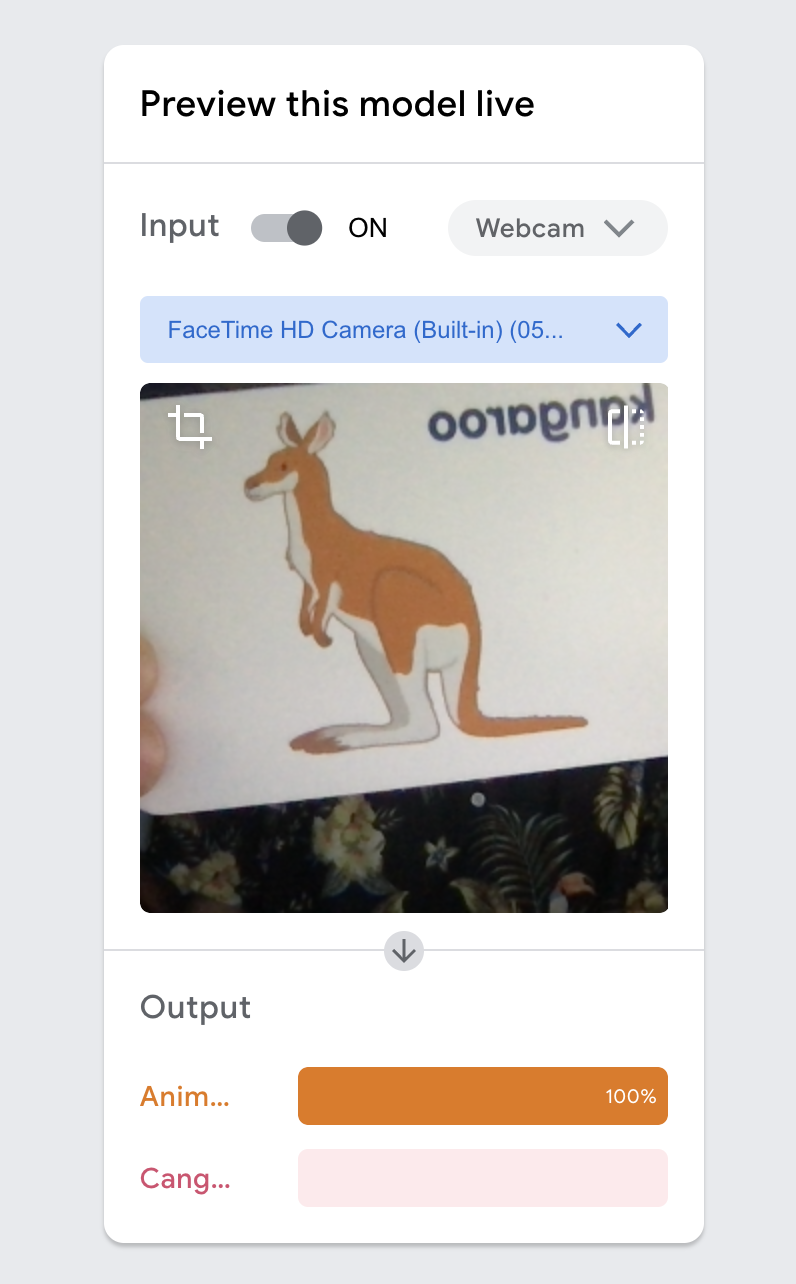 Preview this model live
Input ON Webcam
FaceTime HD Camera (Built-in) (05...
kangaroo
Output
Anim... 100%
Cang...